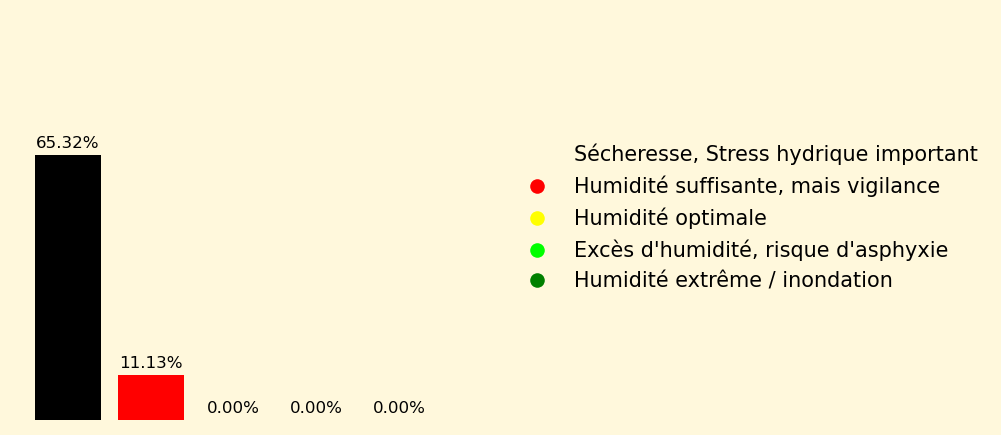 65.32%
11.13%
0.00%
0.00%
0.00%
Sécheresse, Stress hydrique important
Humidité suffisante, mais vigilance
Humidité optimale
Excès d'humidité, risque d'asphyxie
Humidité extrême / inondation